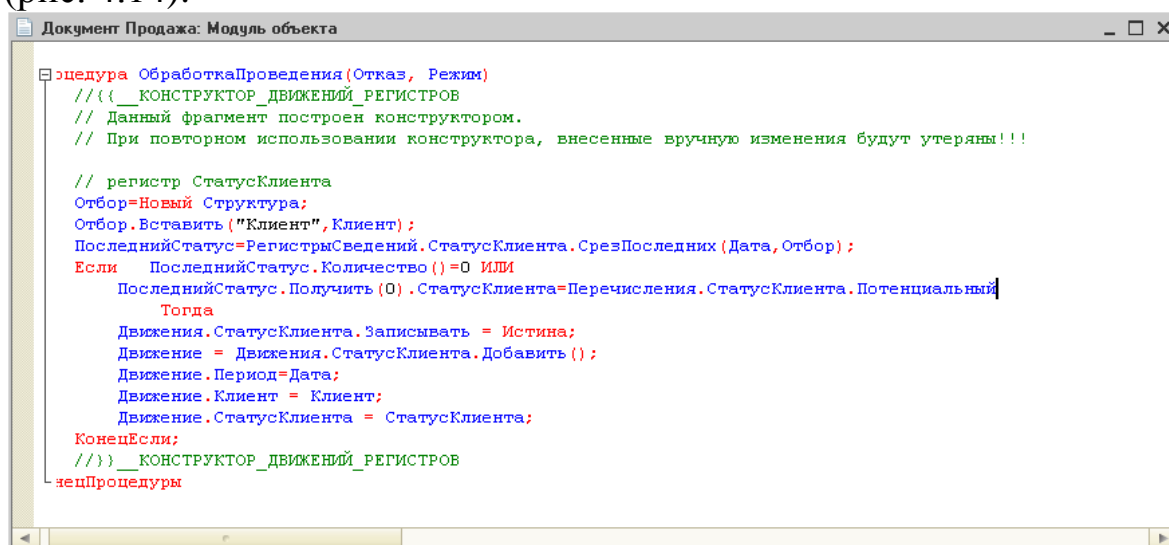 (рис. 4.14).
Документ Продажа: Модуль объекта
оцедура ОбработкаПроведения(Отказ, Режим)
//{{__КОНСТРУКТОР_ДВИЖЕНИЙ_РЕГИСТРОВ
// Данный фрагмент построен конструктором.
// При повторном использовании конструктора, внесенные вручную изменения будут утеряны!!!
// регистр СтатусКлиента
Отбор=Новый Структура;
Отбор.Вставить("Клиент",Клиент);
ПоследнийСтатус=РегистрыСведений.СтатусКлиента.СрезПоследних(Дата,Отбор);
Если ПоследнийСтатус.Количество()=0 ИЛИ
ПоследнийСтатус.Получить(0).СтатусКлиента=Перечисления.СтатусКлиента.Потенциальный
Тогда
Движения.СтатусКлиента.Записывать = Истина;
Движение = Движения.СтатусКлиента.Добавить();
Движение.Период=Дата;
Движение.Клиент = Клиент;
Движение.СтатусКлиента = СтатусКлиента;
КонецЕсли;
//}}__КОНСТРУКТОР_ДВИЖЕНИЙ_РЕГИСТРОВ
нецПроцедуры